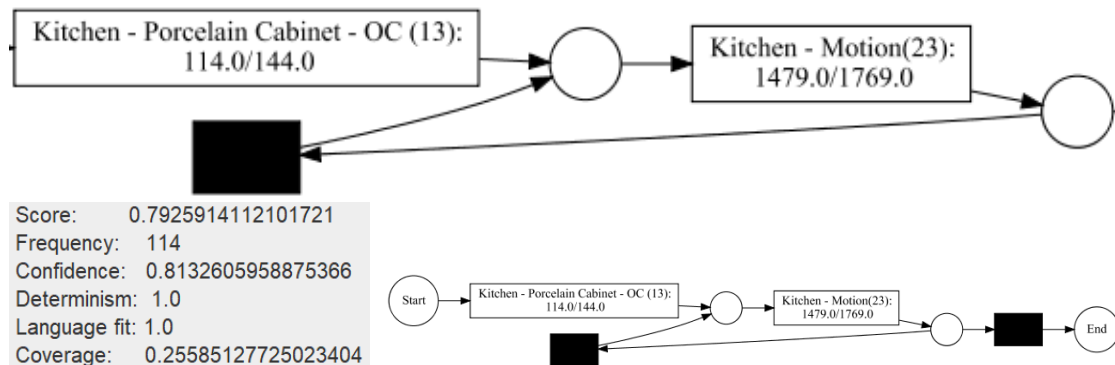 Kitchen - Porcelain Cabinet - OC (13):
114.0/144.0
Kitchen - Motion(23):
1479.0/1769.0
Score: 0.7925914112101721
Frequency: 114
Confidence: 0.8132605958875366
Determinism: 1.0
Language fit: 1.0
Coverage: 0.25585127725023404
Start
Kitchen - Porcelain Cabinet - OC (13):
114.0/144.0
Kitchen - Motion(23):
1479.0/1769.0
End